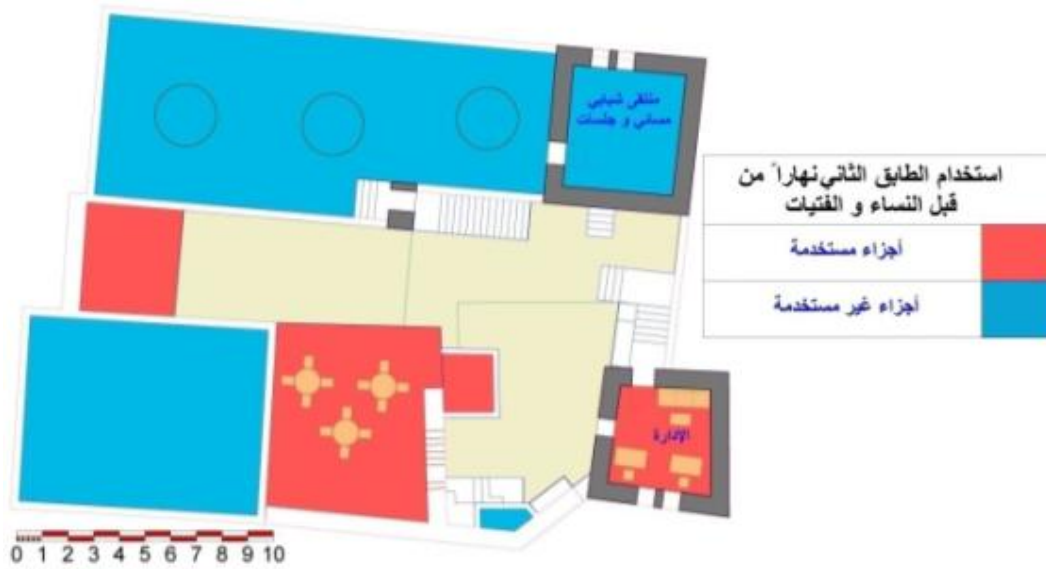 ملتقى شبابي
مسائي و جلسات
استخدام الطابق الثاني نهاراً من
قبل النساء و الفتيات
أجزاء مستخدمة
أجزاء غير مستخدمة
الإدارة
0 1 2 3 4 5 6 7 8 9 10